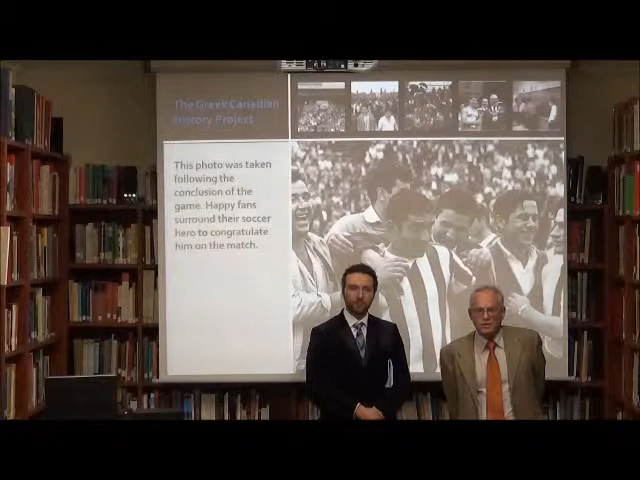 The Greek Canadian
History Project
This photo was taken
following the
conclusion of the
game. Happy fans
surround their soccer
hero to congratulate
him on the match.